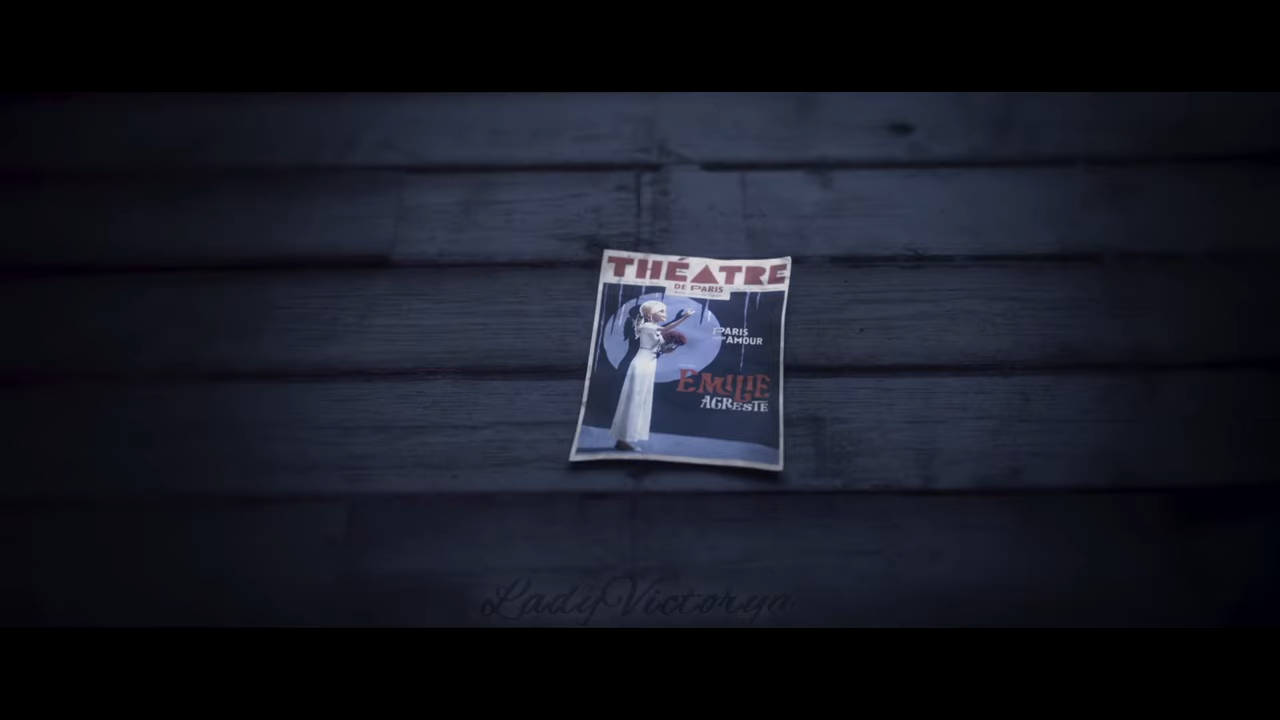 THÉATRE
DE PARIS
PARIS
AMOUR
EMILIE
AGRESTE
LadyVictorya